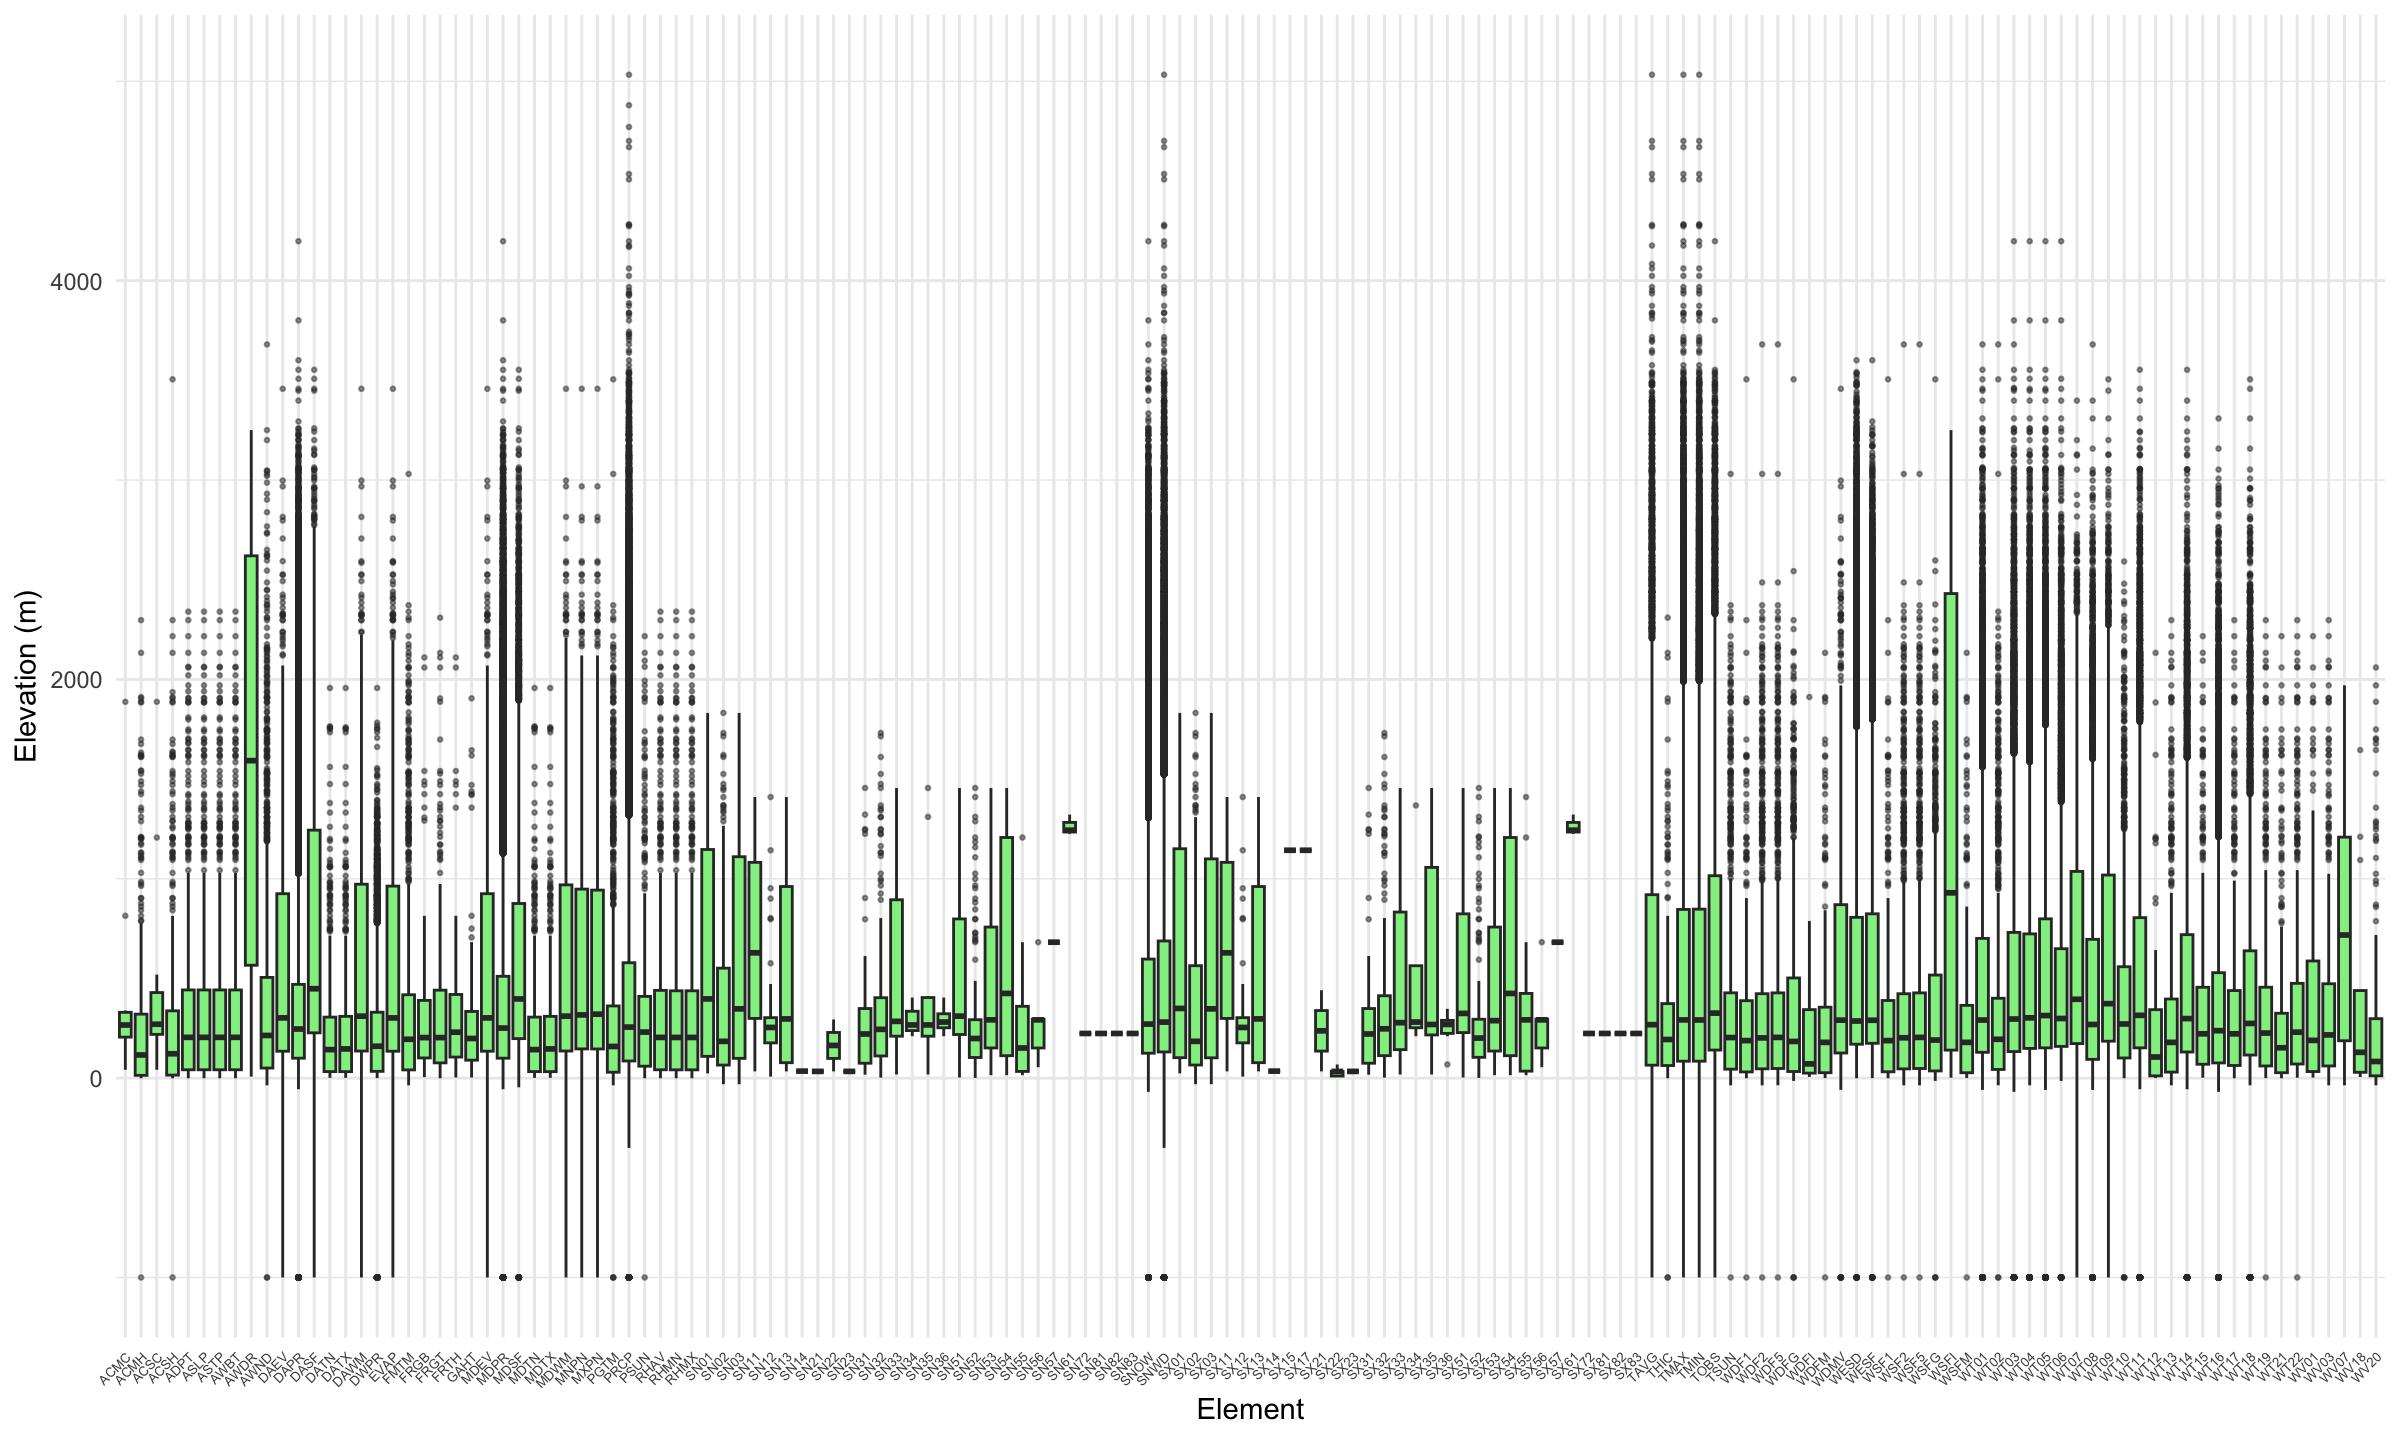 Elevation (m)
4000
2000
0
ACMC ACMH ACSC ACSH ADPT ASLP ASTP AWBT AWDR AWND DAEV DAPR DASF DATN DATX DAWM DWPR EVAP FMTM FRGB FRGT FRTH GAHT MDEV MDPR MDSF MDTN MDTX MDWM MNPN MXPN PGTM PRCP PSUN RHAV RHMN RHMX SN01 SN02 SN03 SN11 SN12 SN13 SN14 SN21 SN22 SN23 SN31 SN32 SN33 SN34 SN35 SN36 SN51 SN52 SN53 SN54 SN55 SN56 SN57 SN61 SN72 SN81 SN82 SN83 SNOW SNWD SX01 SX02 SX03 SX11 SX12 SX13 SX14 SX15 SX17 SX21 SX22 SX23 SX31 SX32 SX33 SX34 SX35 SX36 SX51 SX52 SX53 SX54 SX55 SX56 SX57 SX61 SX72 SX81 SX82 SX83 TAVG THIC TMAX TMIN TOBS TSUN WDF1 WDF2 WDF5 WDFG WDFI WDFM WDMV WESD WESF WSF1 WSF2 WSF5 WSFG WSFI WSFM WT01 WT02 WT03 WT04 WT05 WT06 WT07 WT08 WT09 WT10 WT11 WT12 WT13 WT14 WT15 WT16 WT17 WT18 WT19 WT21 WT22 WV01 WV03 WV07 WV18 WV20
Element